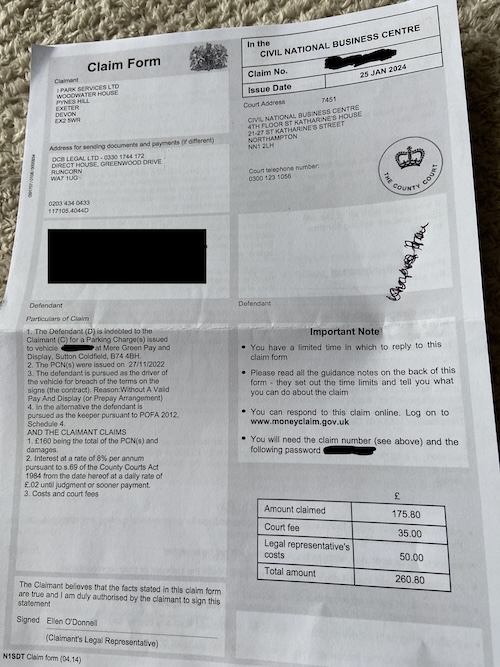 Claim Form
In the
CIVIL NATIONAL BUSINESS CENTRE
Claim No.
Issue Date
25 JAN 2024
Claimant
I PARK SERVICES LTD
WOODWATER HOUSE
PYNES HILL
EXETER
DEVON
EX2 5WR
Court Address
7451
CIVIL NATIONAL BUSINESS CENTRE
4TH FLOOR ST KATHARINE'S HOUSE
21-27 ST KATHARINE'S STREET
NORTHAMPTON
NN1 2LH
Court telephone number:
0300 123 1056
THE COUNTY COURT
Address for sending documents and payments (if different)
DCB LEGAL LTD - 0330 1744 172
DIRECT HOUSE, GREENWOOD DRIVE
RUNCORN
WA7 1UG
0203 434 0433
117105.4044D
Defendant
Defendant
Particulars of Claim
1. The Defendant (D) is indebted to the
Claimant (C) for a Parking Charge(s) issued
to vehicle at Mere Green Pay and
Display, Sutton Coldfield, B74 4BH.
2. The PCN(s) were issued on 27/11/2022
3. The defendant is pursued as the driver of
the vehicle for breach of the terms on the
signs (the contract). Reason:Without A Valid
Pay And Display (or Prepay Arrangement)
4. In the alternative the defendant is
pursued as the keeper pursuant to POFA 2012,
Schedule 4.
AND THE CLAIMANT CLAIMS
1. £160 being the total of the PCN(s) and
damages.
2. Interest at a rate of 8% per annum
pursuant to s.69 of the County Courts Act
1984 from the date hereof at a daily rate of
£.02 until judgment or sooner payment.
3. Costs and court fees
Important Note
• You have a limited time in which to reply to this
claim form
• Please read all the guidance notes on the back of this
form - they set out the time limits and tell you what
you can do about the claim
• You can respond to this claim online. Log on to
www.moneyclaim.gov.uk
• You will need the claim number (see above) and the
following password
£
Amount claimed 175.80
Court fee 35.00
Legal representative's
costs 50.00
Total amount 260.80
The Claimant believes that the facts stated in this claim form
are true and I am duly authorised by the claimant to sign this
statement
Signed Ellen O'Donnell
(Claimant's Legal Representative)
N1SDT Claim form (04.14)